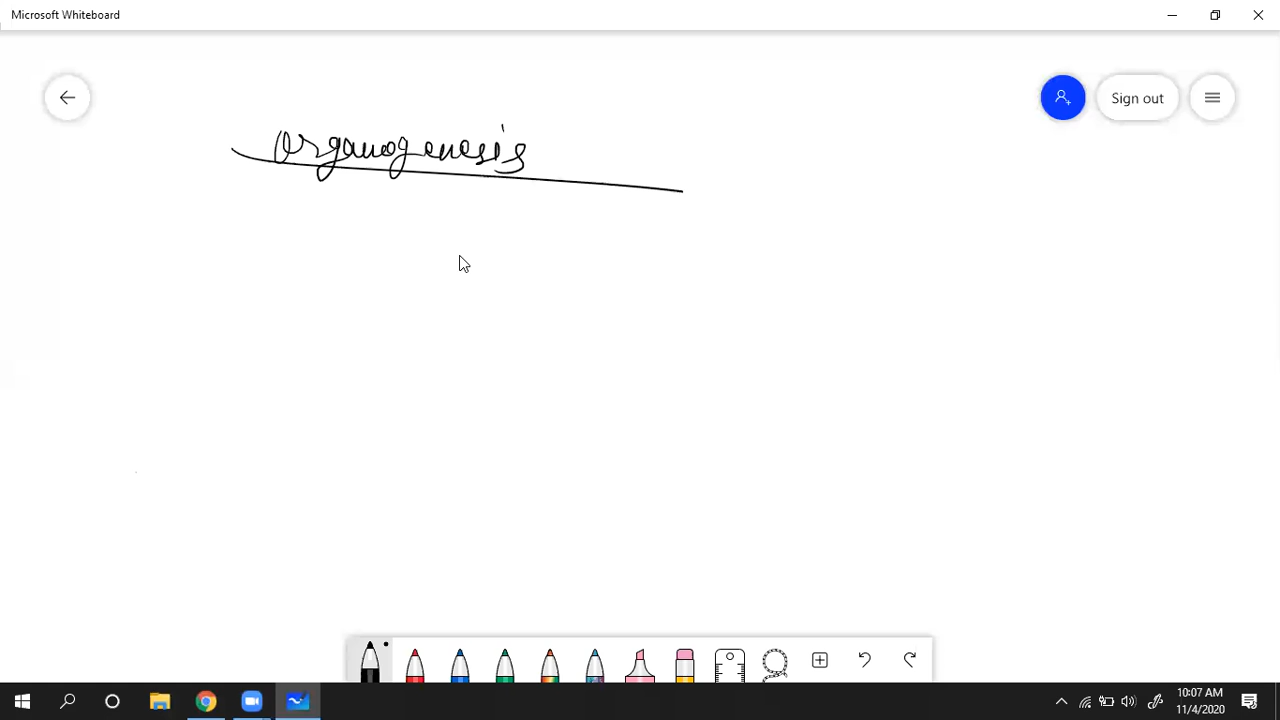 Microsoft Whiteboard
Sign out
organogenesis
10:07 AM
11/4/2020